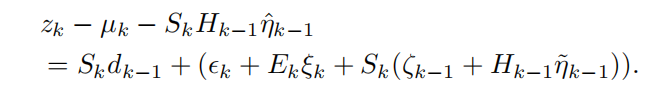 z_k − μ_k − S_k H_{k−1} η̂_{k−1}
= S_k d_{k−1} + (ϵ_k + E_k ξ_k + S_k(ζ_{k−1} + H_{k−1} η̃_{k−1})).